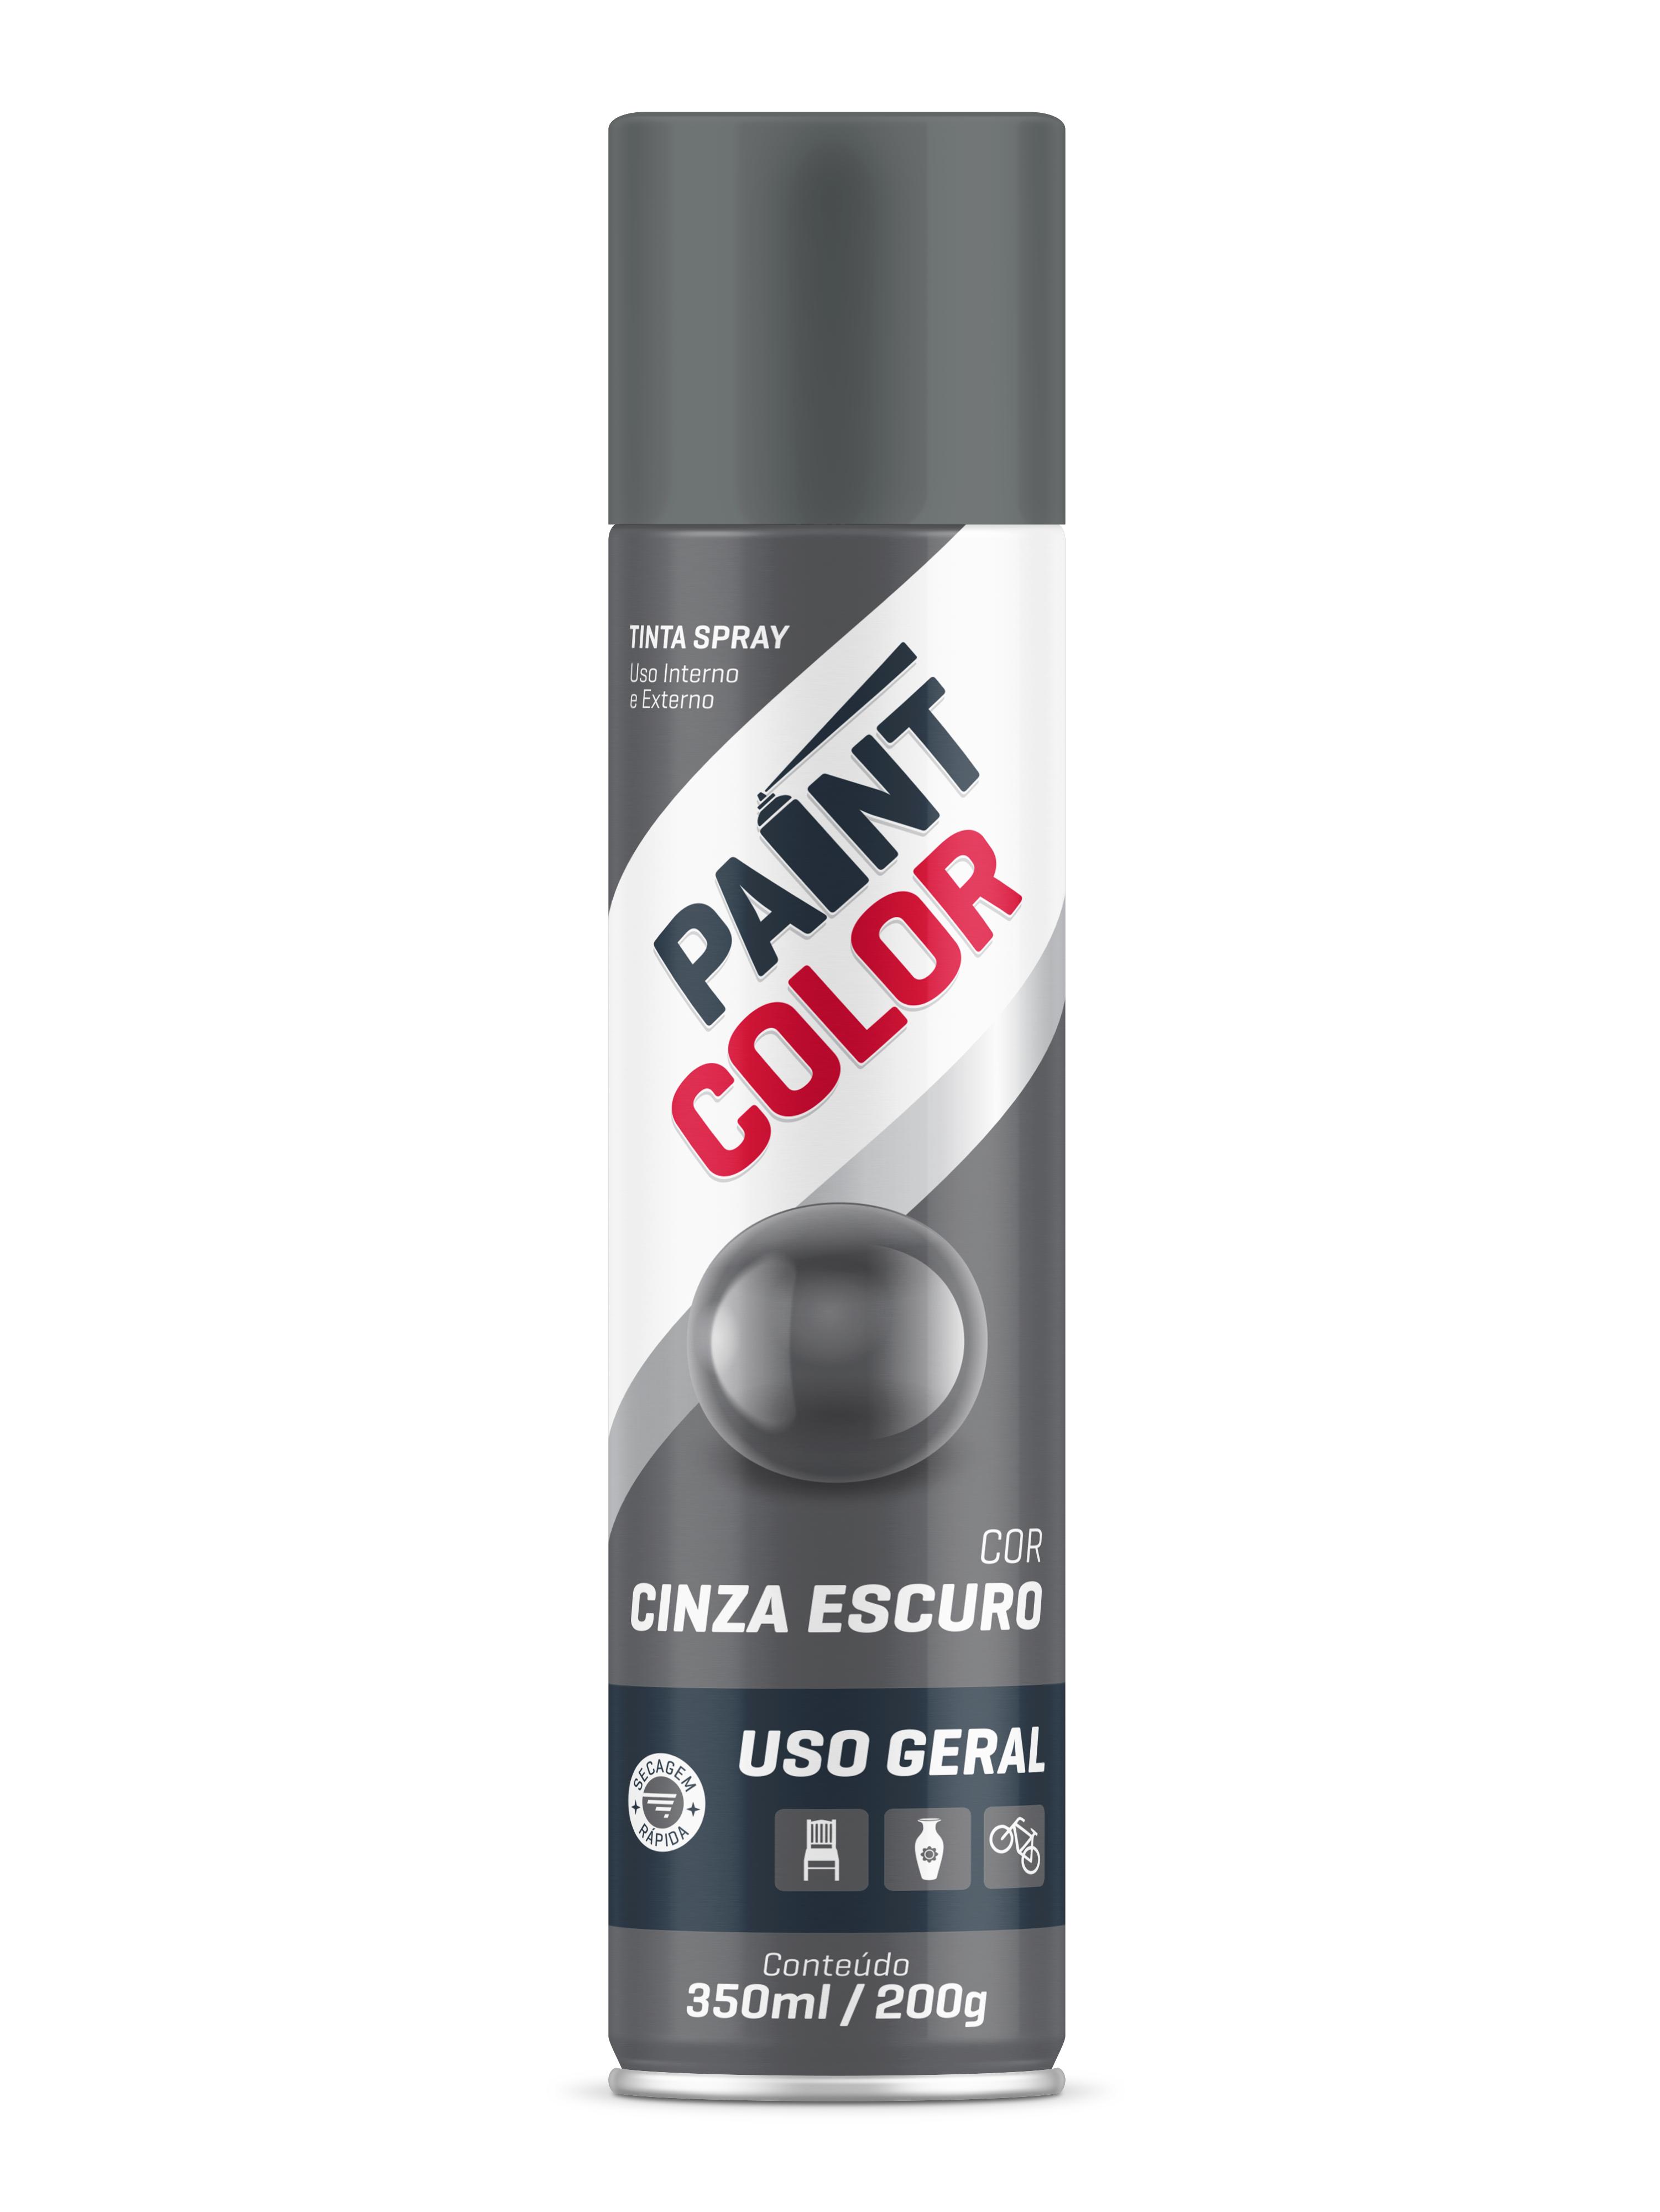 TINTA SPRAY
Uso Interno
e Externo
PAINT
COLOR
COR
CINZA ESCURO
USO GERAL
SECAGEM
RÁPIDA
Conteúdo
350ml / 200g